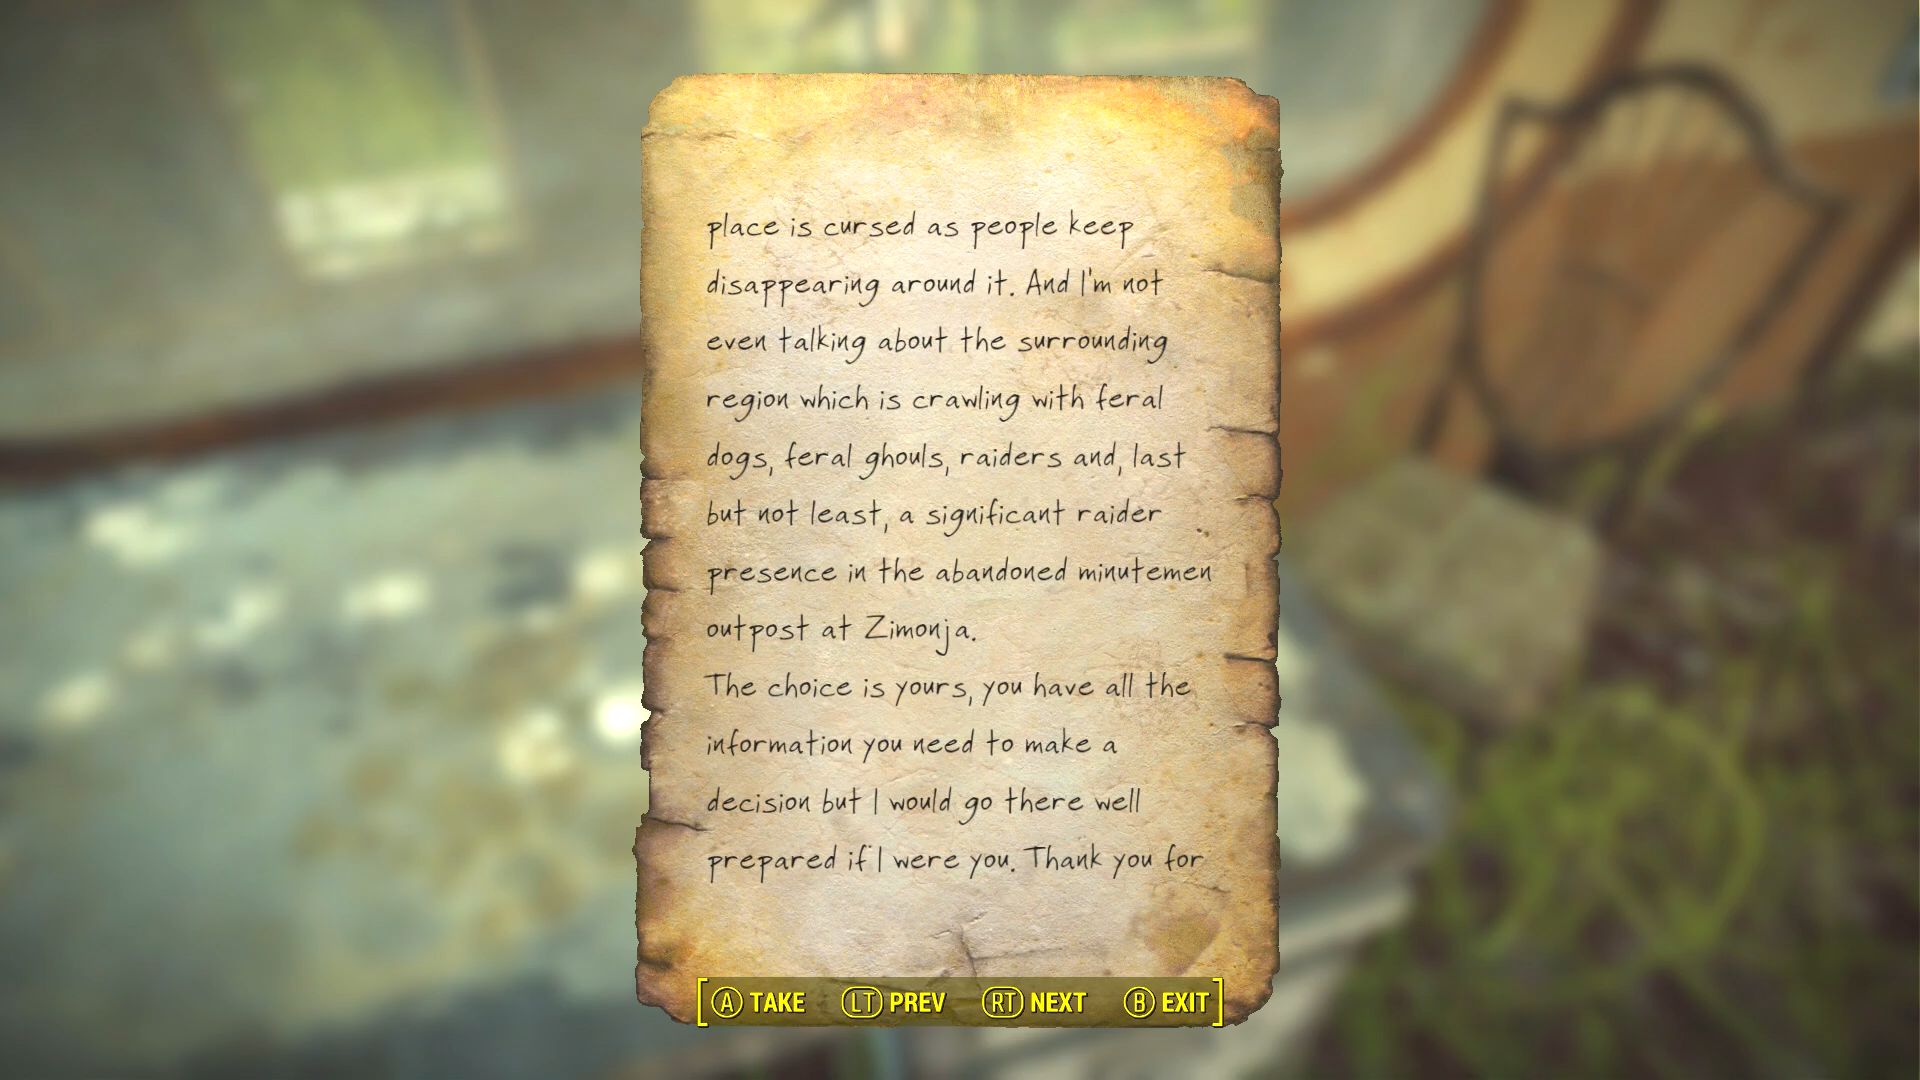 place is cursed as people keep
disappearing around it. And I'm not
even talking about the surrounding
region which is crawling with feral
dogs, feral ghouls, raiders and, last
but not least, a significant raider
presence in the abandoned minutemen
outpost at Zimonja.
The choice is yours, you have all the
information you need to make a
decision but I would go there well
prepared if I were you. Thank you for
A TAKE LT PREV RT NEXT B EXIT